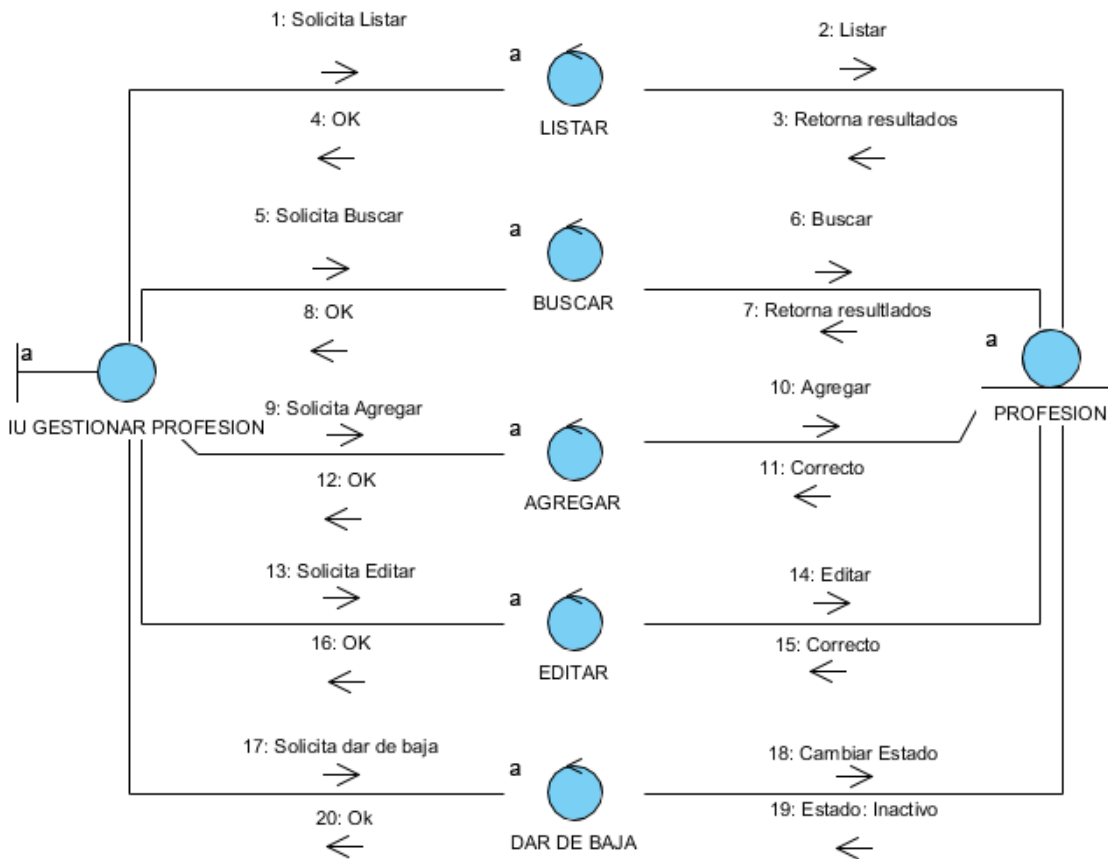 1: Solicita Listar
2: Listar
a
4: OK
LISTAR
3: Retorna resultados
5: Solicita Buscar
6: Buscar
a
8: OK
BUSCAR
7: Retorna resultlados
a
a
IU GESTIONAR PROFESION
PROFESION
9: Solicita Agregar
10: Agregar
a
12: OK
AGREGAR
11: Correcto
13: Solicita Editar
14: Editar
a
16: OK
EDITAR
15: Correcto
17: Solicita dar de baja
18: Cambiar Estado
a
20: Ok
DAR DE BAJA
19: Estado: Inactivo